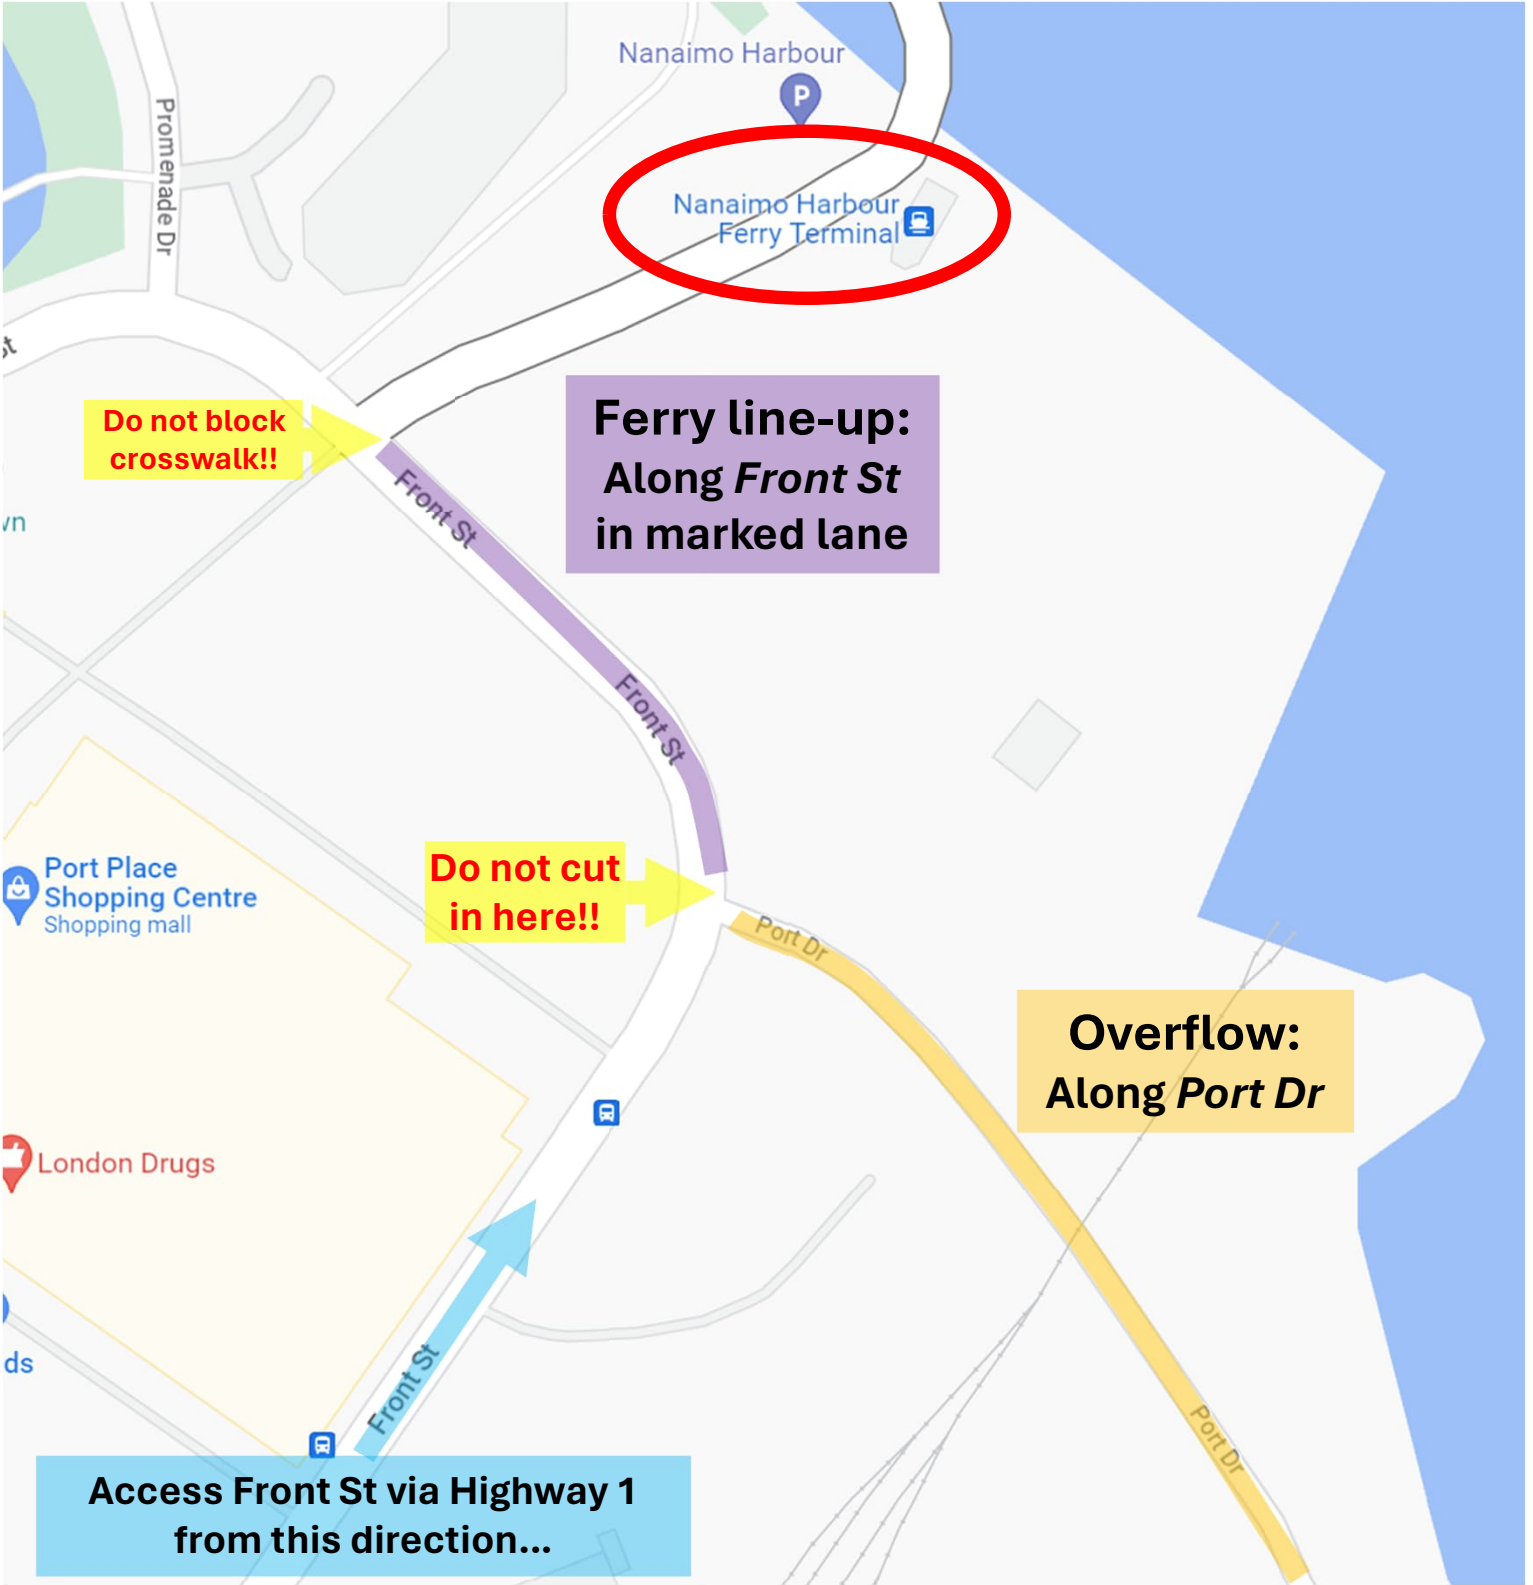 Nanaimo Harbour
P
Promenade Dr
Nanaimo Harbour
Ferry Terminal
St
Do not block
crosswalk!!
Ferry line-up:
Along Front St
in marked lane
Front St
vn
Front St
Do not cut
in here!!
Port Place
Shopping Centre
Shopping mall
Port Dr
Overflow:
Along Port Dr
London Drugs
ds
Front St
Port Dr
Access Front St via Highway 1
from this direction...